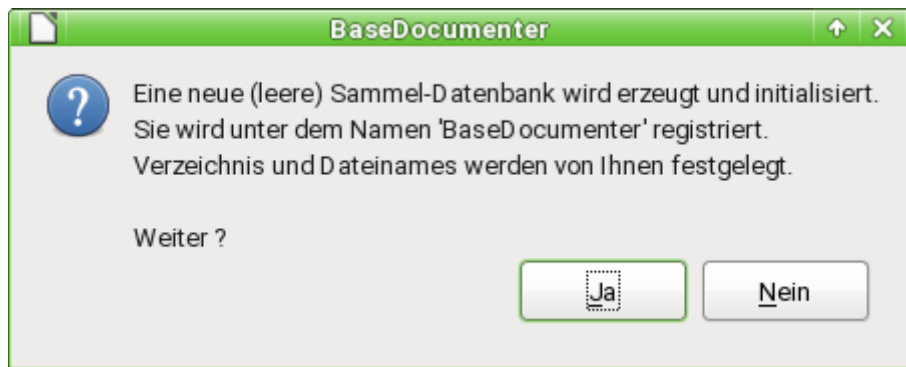 BaseDocumenter
Eine neue (leere) Sammel-Datenbank wird erzeugt und initialisiert.
Sie wird unter dem Namen 'BaseDocumenter' registriert.
Verzeichnis und Dateinames werden von Ihnen festgelegt.
Weiter ?
Ja
Nein